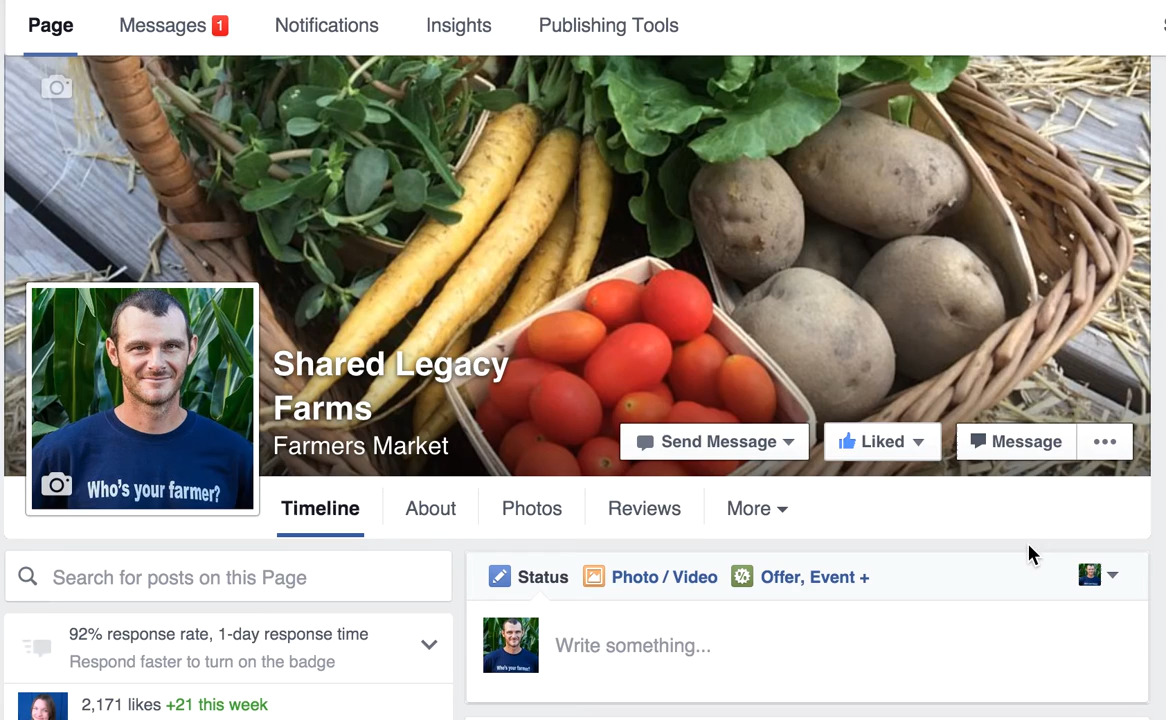 Page Messages 1 Notifications Insights Publishing Tools
Shared Legacy
Farms
Farmers Market
Send Message Liked Message
Who's your farmer?
Timeline About Photos Reviews More
Search for posts on this Page
Status Photo / Video Offer, Event +
92% response rate, 1-day response time
Respond faster to turn on the badge
Write something...
Who's your farmer?
2,171 likes +21 this week